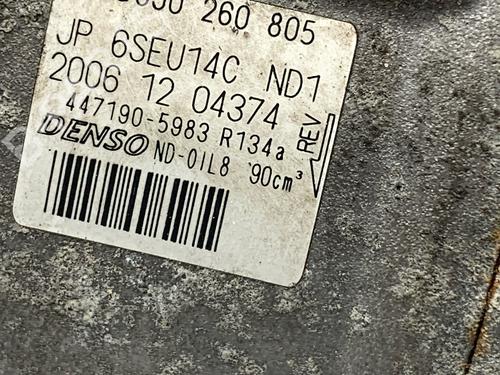 260 805
JP 6SEU14C ND1
2006 12 04374
447190-5983 R134a
DENSO ND-OIL8 90cm³
REV